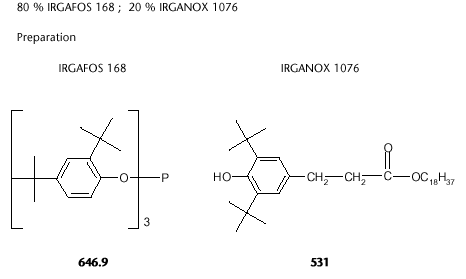 80 % IRGAFOS 168 ; 20 % IRGANOX 1076
Preparation
IRGAFOS 168 IRGANOX 1076
O P
3
HO CH2 CH2 C OC18H37
O
646.9 531